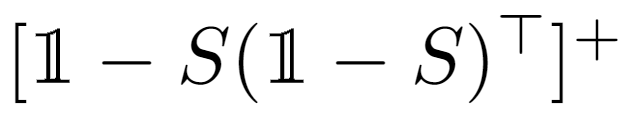 [𝟙 − S(𝟙 − S)^⊤]^+